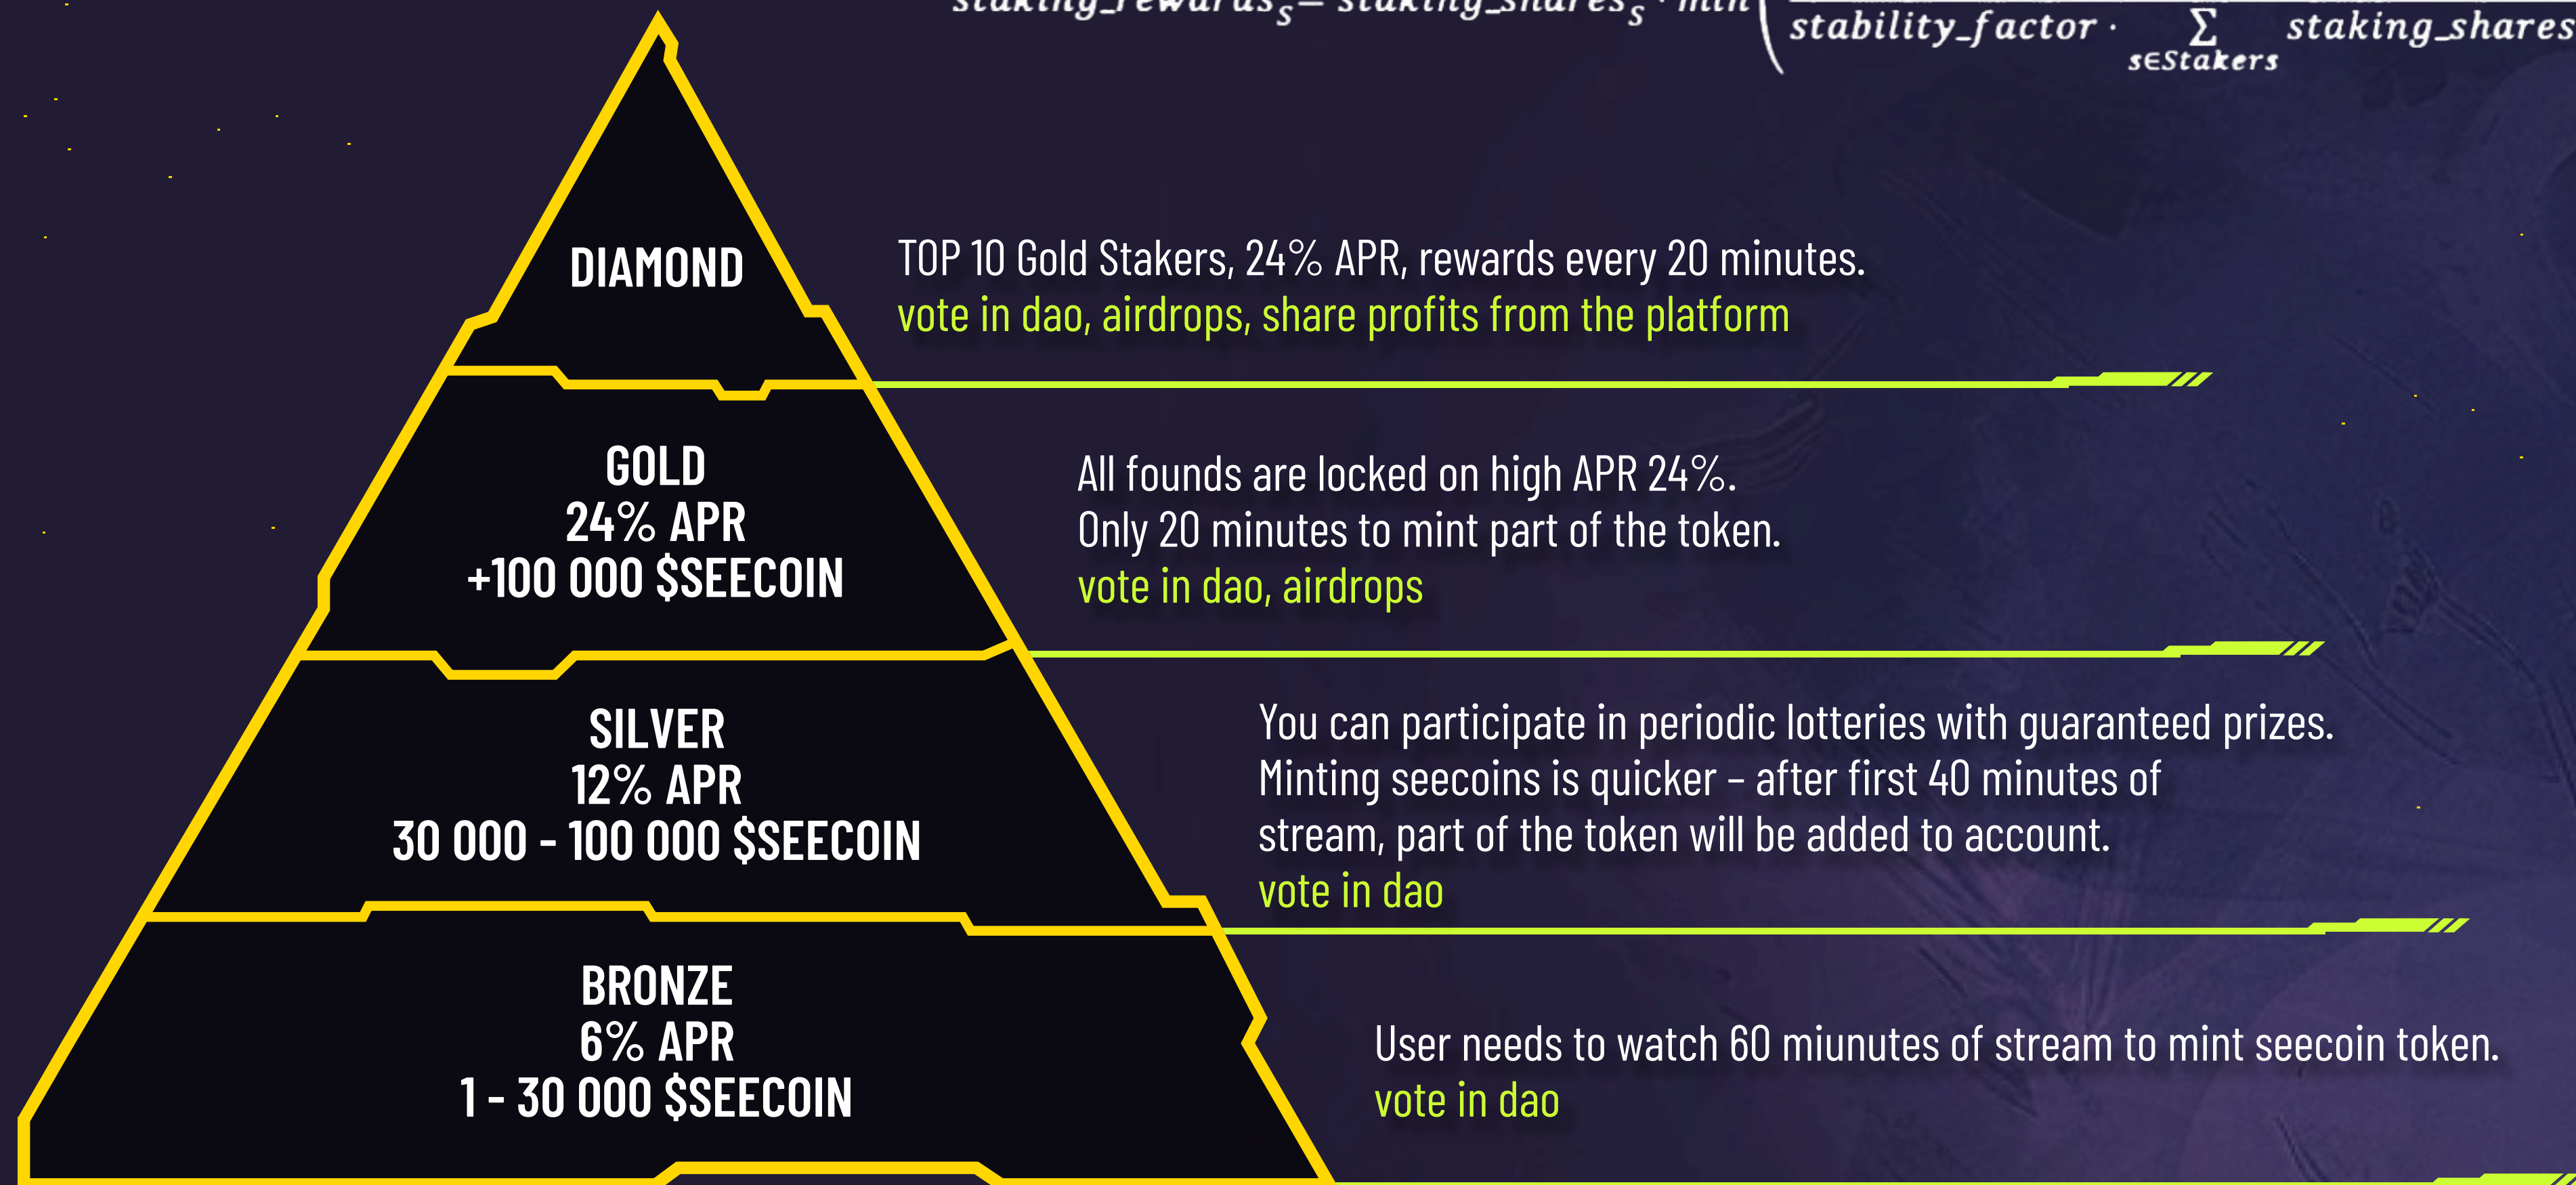 staking_rewards_s = staking_shares_s · min(
stability_factor · Σ staking_shares
s∈Stakers
DIAMOND
TOP 10 Gold Stakers, 24% APR, rewards every 20 minutes.
vote in dao, airdrops, share profits from the platform
GOLD
24% APR
+100 000 $SEECOIN
All founds are locked on high APR 24%.
Only 20 minutes to mint part of the token.
vote in dao, airdrops
SILVER
12% APR
30 000 - 100 000 $SEECOIN
You can participate in periodic lotteries with guaranteed prizes.
Minting seecoins is quicker – after first 40 minutes of
stream, part of the token will be added to account.
vote in dao
BRONZE
6% APR
1 - 30 000 $SEECOIN
User needs to watch 60 miunutes of stream to mint seecoin token.
vote in dao